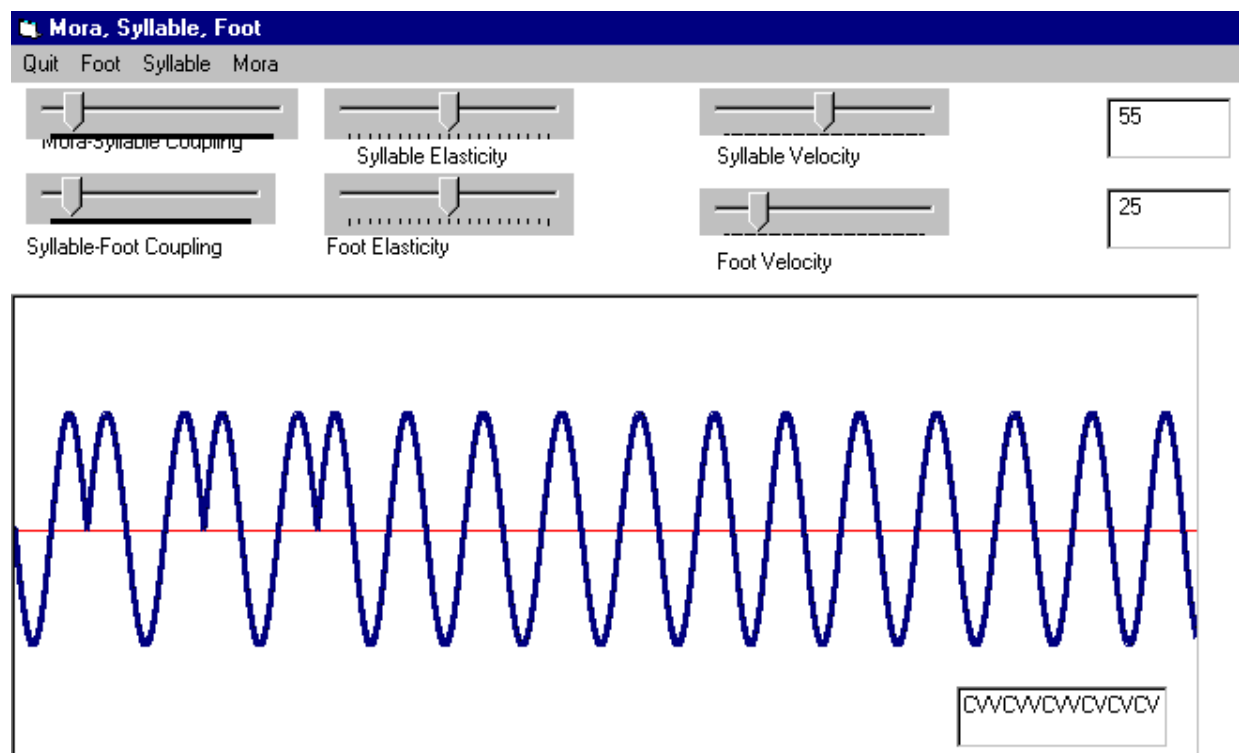 Mora, Syllable, Foot
Quit Foot Syllable Mora
Mora-Syllable Coupling
Syllable Elasticity
Syllable Velocity
55
Syllable-Foot Coupling
Foot Elasticity
Foot Velocity
25
CVVCVVCVVCVCVCV